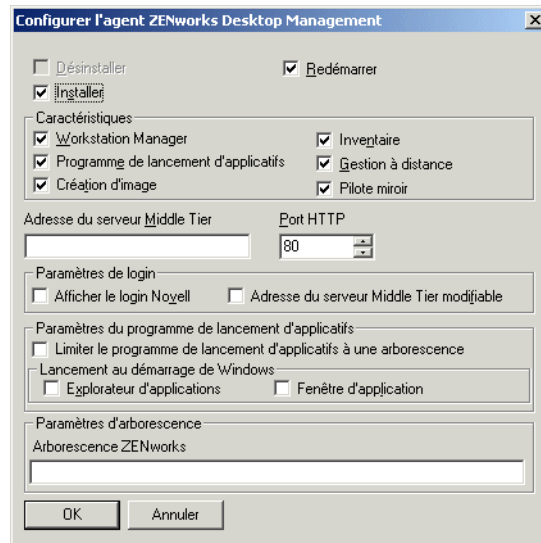 Configurer l'agent ZENworks Desktop Management
Désinstaller
Redémarrer
Installer
Caractéristiques
Workstation Manager
Inventaire
Programme de lancement d'applicatifs
Gestion à distance
Création d'image
Pilote miroir
Adresse du serveur Middle Tier
Port HTTP
80
Paramètres de login
Afficher le login Novell
Adresse du serveur Middle Tier modifiable
Paramètres du programme de lancement d'applicatifs
Limiter le programme de lancement d'applicatifs à une arborescence
Lancement au démarrage de Windows
Explorateur d'applications
Fenêtre d'application
Paramètres d'arborescence
Arborescence ZENworks
OK
Annuler